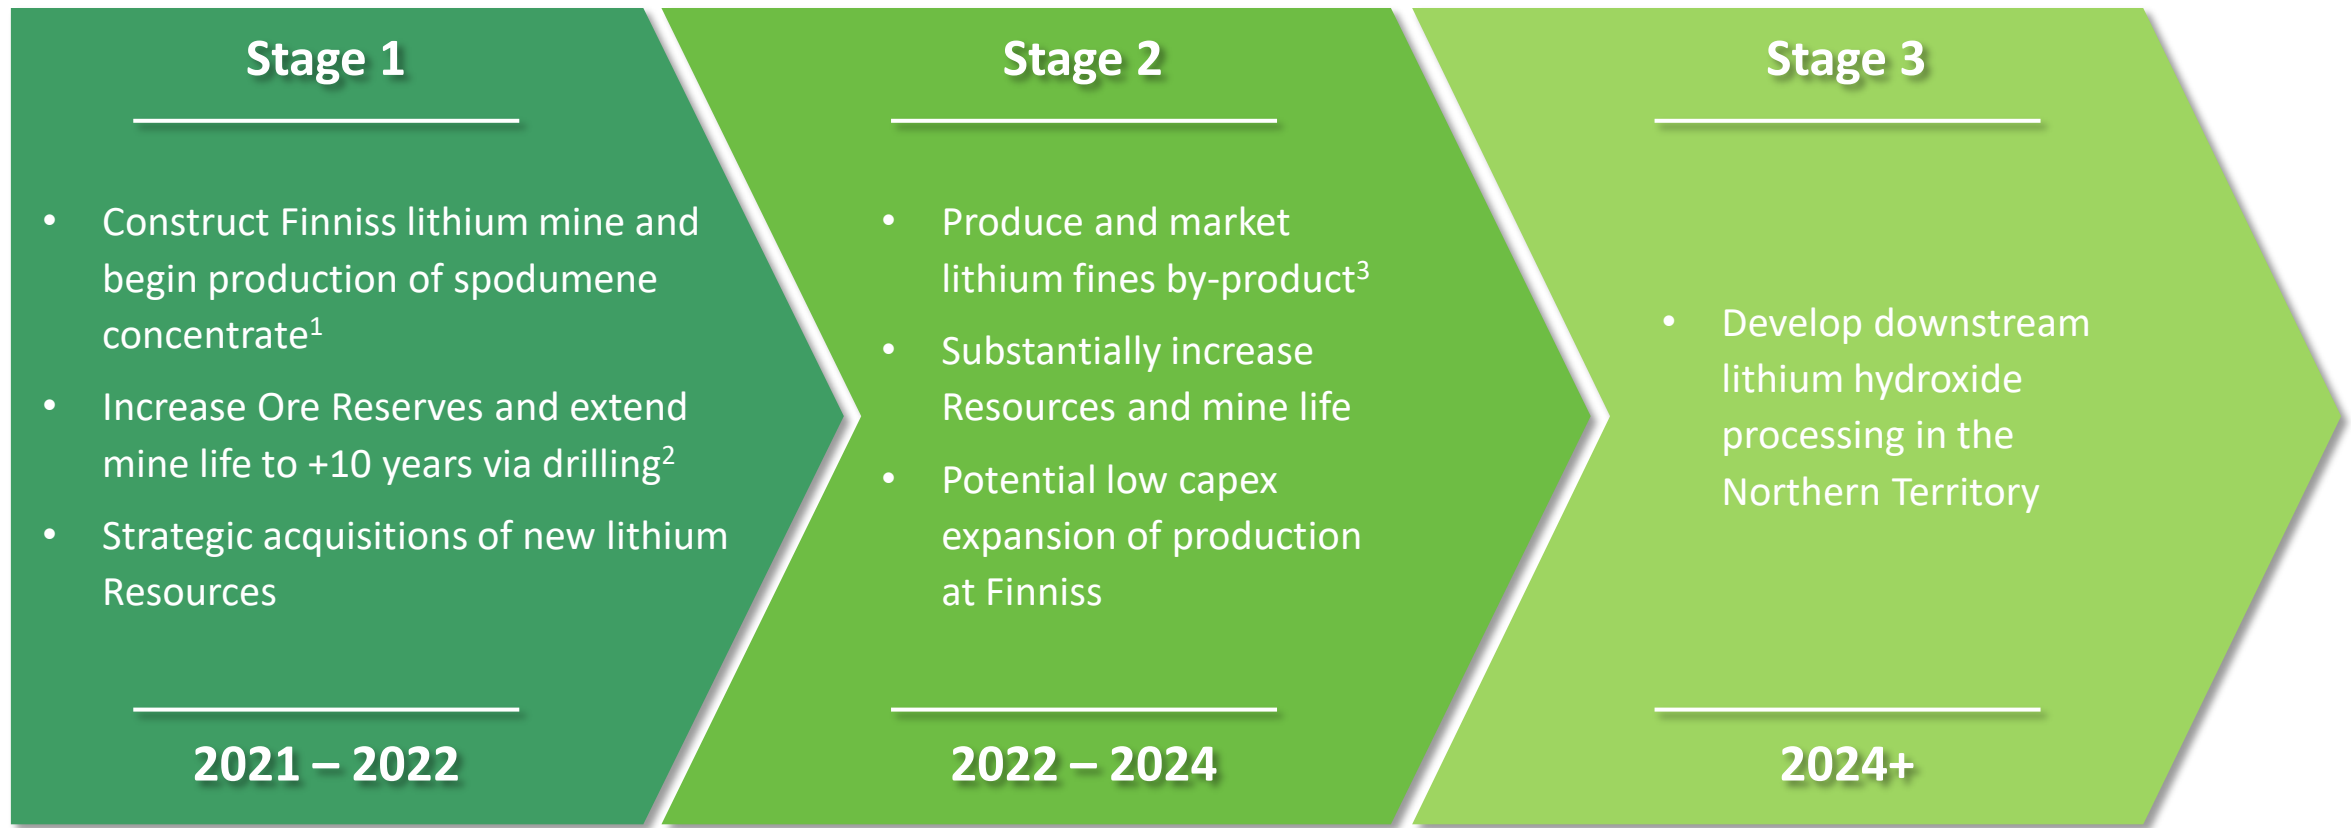 Stage 1
• Construct Finniss lithium mine and
begin production of spodumene
concentrate¹
• Increase Ore Reserves and extend
mine life to +10 years via drilling²
• Strategic acquisitions of new lithium
Resources
2021 – 2022
Stage 2
• Produce and market
lithium fines by-product³
• Substantially increase
Resources and mine life
• Potential low capex
expansion of production
at Finniss
2022 – 2024
Stage 3
• Develop downstream
lithium hydroxide
processing in the
Northern Territory
2024+